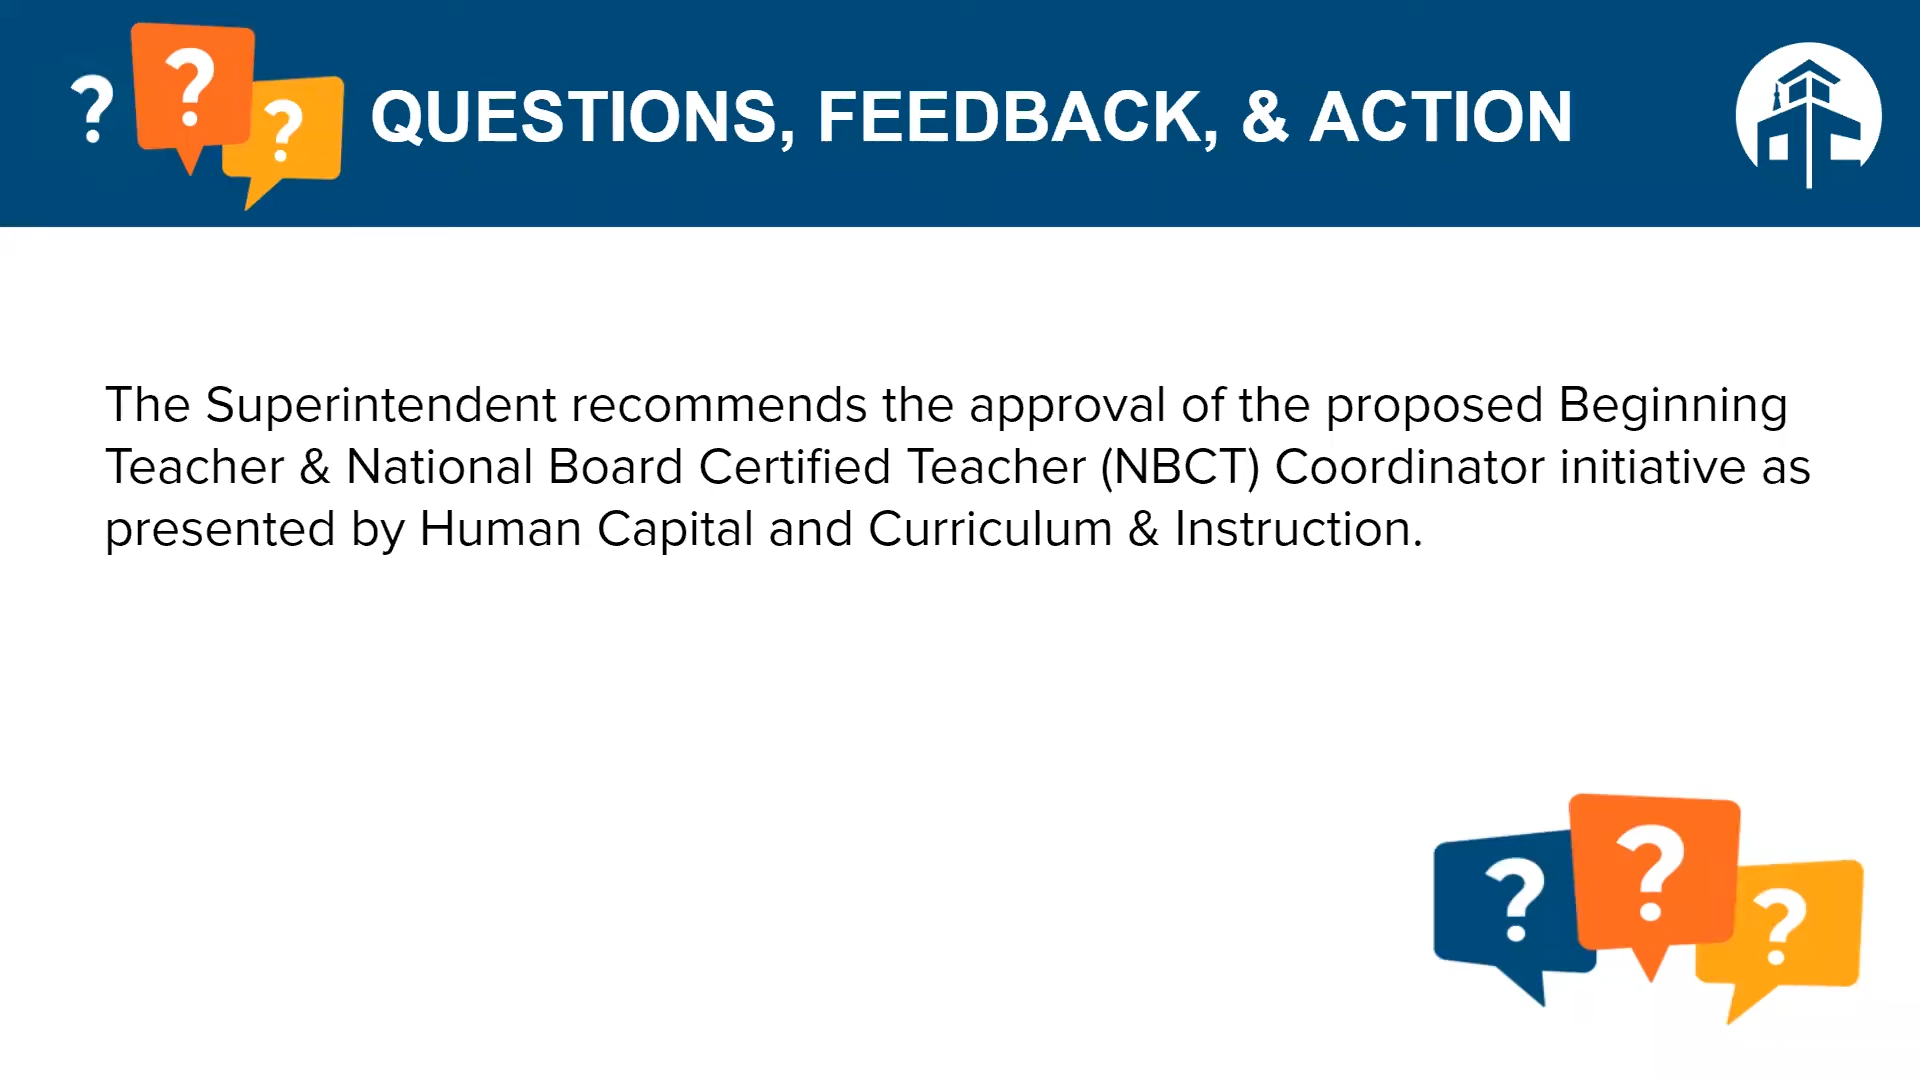 ? ? ? QUESTIONS, FEEDBACK, & ACTION
The Superintendent recommends the approval of the proposed Beginning
Teacher & National Board Certified Teacher (NBCT) Coordinator initiative as
presented by Human Capital and Curriculum & Instruction.
? ? ?